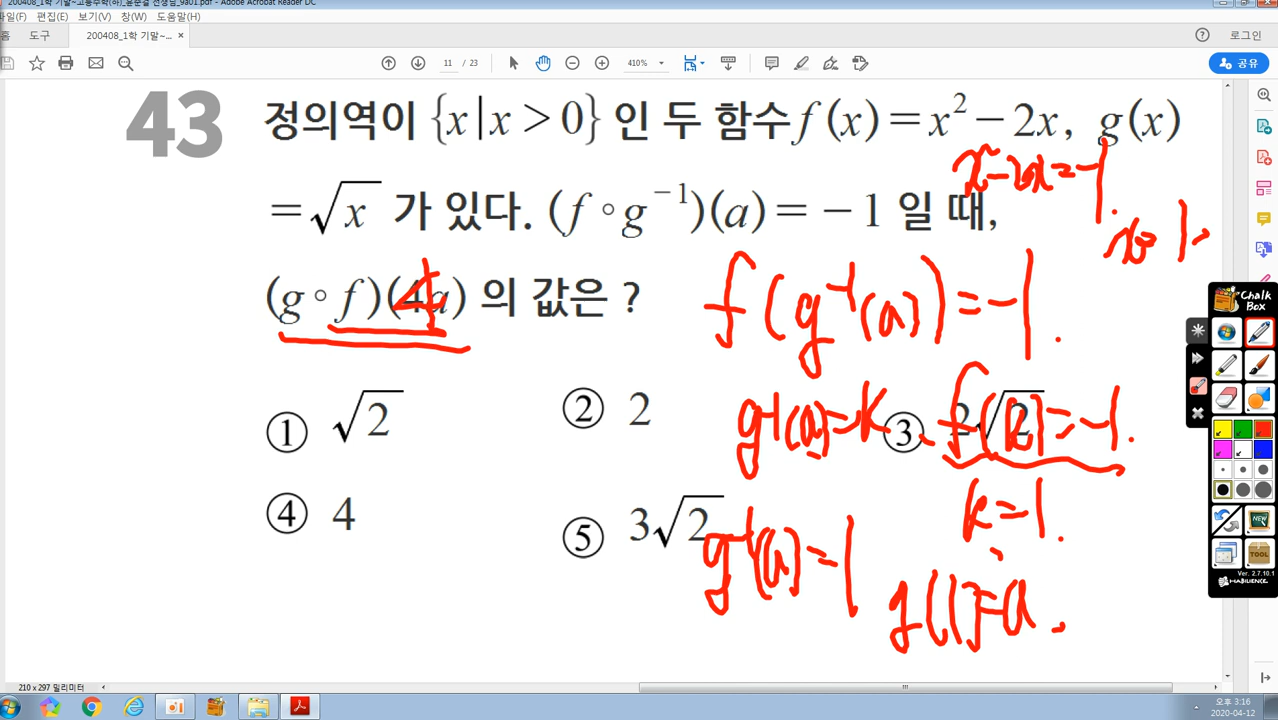 200408_1학 기말~고등수학(하)_윤준철 선생님_9a01.pdf - Adobe Acrobat Reader DC
파일(F) 편집(E) 보기(V) 창(W) 도움말(H)
홈 도구 200408_1학 기말~... × 로그인
11 / 23 410% 공유
43 정의역이 {x|x > 0} 인 두 함수 f(x) = x² − 2x, g(x)
x²-2x=-1.
= √x 가 있다. (f∘g⁻¹)(a) = −1 일 때,
x=1.
(g∘f)(4a) 의 값은 ?
4
f(g⁻¹(a))=-1.
① √2 ② 2 ③ 2√2
g⁻¹(a)=k f(k)=-1.
④ 4 ⑤ 3√2
k=1.
g⁻¹(a)=1
g(1)=a.
Chalk
Box
NEW
TOOL
Ver. 2.7.10.1
HABILIENCE
210 x 297 밀리미터
오후 3:16
2020-04-12